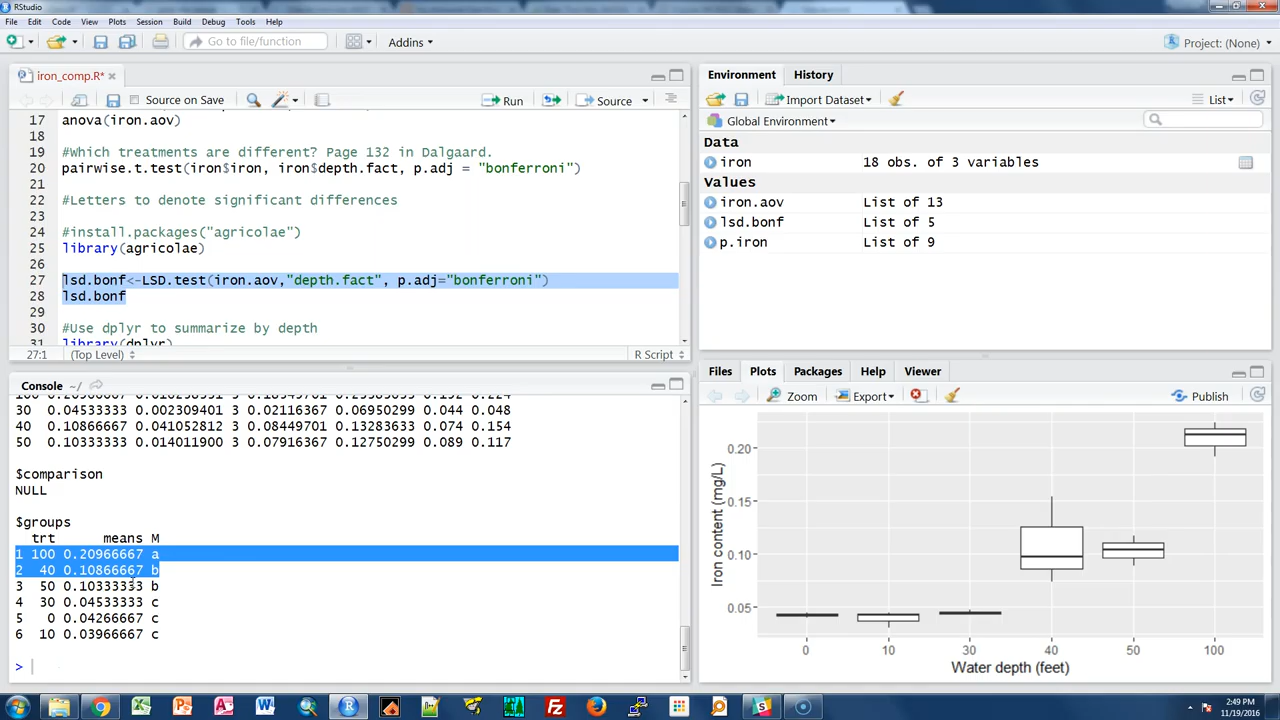 RStudio
File Edit Code View Plots Session Build Debug Tools Help
Go to file/function Addins Project: (None)
iron_comp.R*
Source on Save Run Source
17 anova(iron.aov)
18
19 #Which treatments are different? Page 132 in Dalgaard.
20 pairwise.t.test(iron$iron, iron$depth.fact, p.adj = "bonferroni")
21
22 #Letters to denote significant differences
23
24 #install.packages("agricolae")
25 library(agricolae)
26
27 lsd.bonf<-LSD.test(iron.aov,"depth.fact", p.adj="bonferroni")
28 lsd.bonf
29
30 #Use dplyr to summarize by depth
31 library(dplyr)
27:1 (Top Level) R Script
Console ~/
30 0.04533333 0.002309401 3 0.02116367 0.06950299 0.044 0.048
40 0.10866667 0.041052812 3 0.08449701 0.13283633 0.074 0.154
50 0.10333333 0.014011900 3 0.07916367 0.12750299 0.089 0.117
$comparison
NULL
$groups
trt means M
1 100 0.20966667 a
2 40 0.10866667 b
3 50 0.10333333 b
4 30 0.04533333 c
5 0 0.04266667 c
6 10 0.03966667 c
>
Environment History
Import Dataset List
Global Environment
Data
iron 18 obs. of 3 variables
Values
iron.aov List of 13
lsd.bonf List of 5
p.iron List of 9
Files Plots Packages Help Viewer
Zoom Export Publish
Iron content (mg/L)
0.20
0.15
0.10
0.05
0 10 30 40 50 100
Water depth (feet)
2:49 PM
11/19/2016